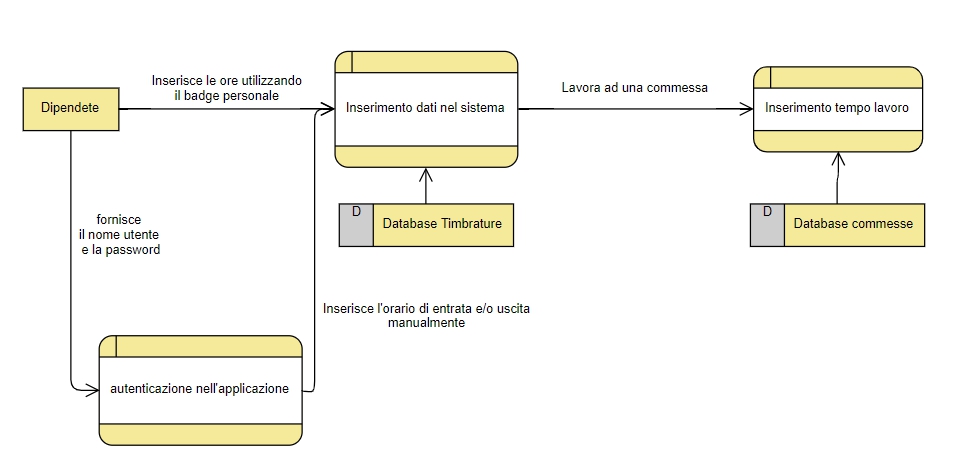 Inserisce le ore utilizzando
il badge personale
Dipendete
Inserimento dati nel sistema
Lavora ad una commessa
Inserimento tempo lavoro
D
Database Timbrature
D
Database commesse
fornisce
il nome utente
e la password
Inserisce l'orario di entrata e/o uscita
manualmente
autenticazione nell'applicazione